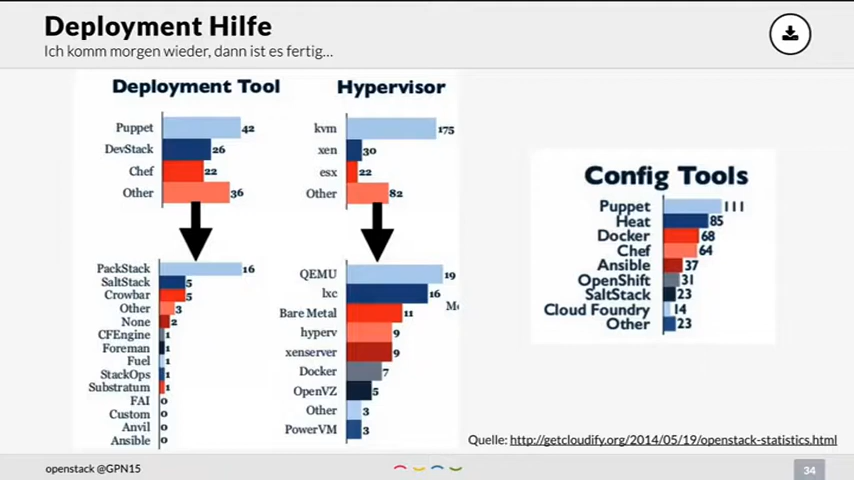 Deployment Hilfe
Ich komm morgen wieder, dann ist es fertig...
Deployment Tool
Puppet 42
DevStack 26
Chef 22
Other 36
PackStack 16
SaltStack 5
Crowbar 5
Other 3
None 2
CFEngine 1
Foreman 1
Fuel 1
StackOps 1
Substratum 1
FAI 0
Custom 0
Anvil 0
Ansible 0
Hypervisor
kvm 175
xen 30
esx 22
Other 82
QEMU 19
lxc 16
Bare Metal 11
hyperv 9
xenserver 9
Docker 7
OpenVZ 5
Other 3
PowerVM 3
Config Tools
Puppet 111
Heat 85
Docker 68
Chef 64
Ansible 37
OpenShift 31
SaltStack 23
Cloud Foundry 14
Other 23
Quelle: http://getcloudify.org/2014/05/19/openstack-statistics.html
openstack @GPN15
34